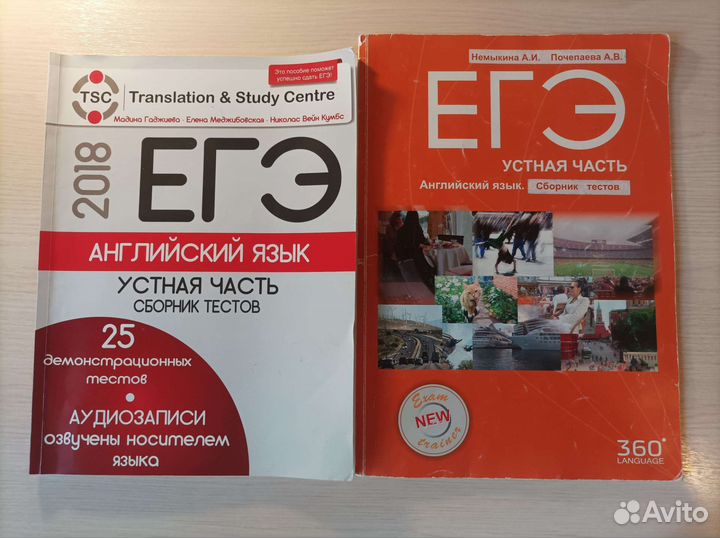 Это пособие поможет
успешно сдать ЕГЭ!
TSC
Translation & Study Centre
Мадина Гаджиева · Елена Меджибовская · Николас Вейн Кумбс
2018
ЕГЭ
АНГЛИЙСКИЙ ЯЗЫК
УСТНАЯ ЧАСТЬ
СБОРНИК ТЕСТОВ
25
демонстрационных
тестов
•
АУДИОЗАПИСИ
озвучены носителем
языка
Немыкина А.И. Почепаева А.В.
ЕГЭ
УСТНАЯ ЧАСТЬ
Английский язык. Сборник тестов
Exam
NEW
trainer
360°
LANGUAGE
Avito